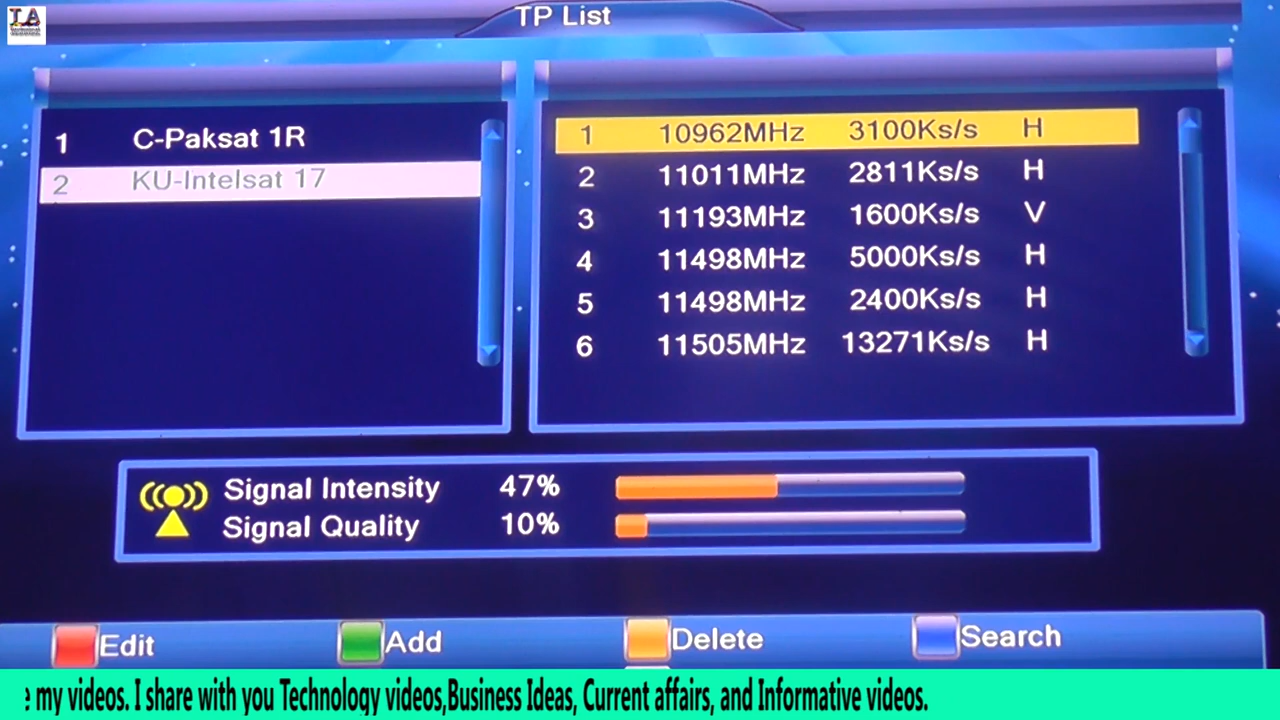 TP List
1 C-Paksat 1R
2 KU-Intelsat 17
1 10962MHz 3100Ks/s H
2 11011MHz 2811Ks/s H
3 11193MHz 1600Ks/s V
4 11498MHz 5000Ks/s H
5 11498MHz 2400Ks/s H
6 11505MHz 13271Ks/s H
Signal Intensity 47%
Signal Quality 10%
Edit Add Delete Search
my videos. I share with you Technology videos,Business Ideas, Current affairs, and Informative videos.